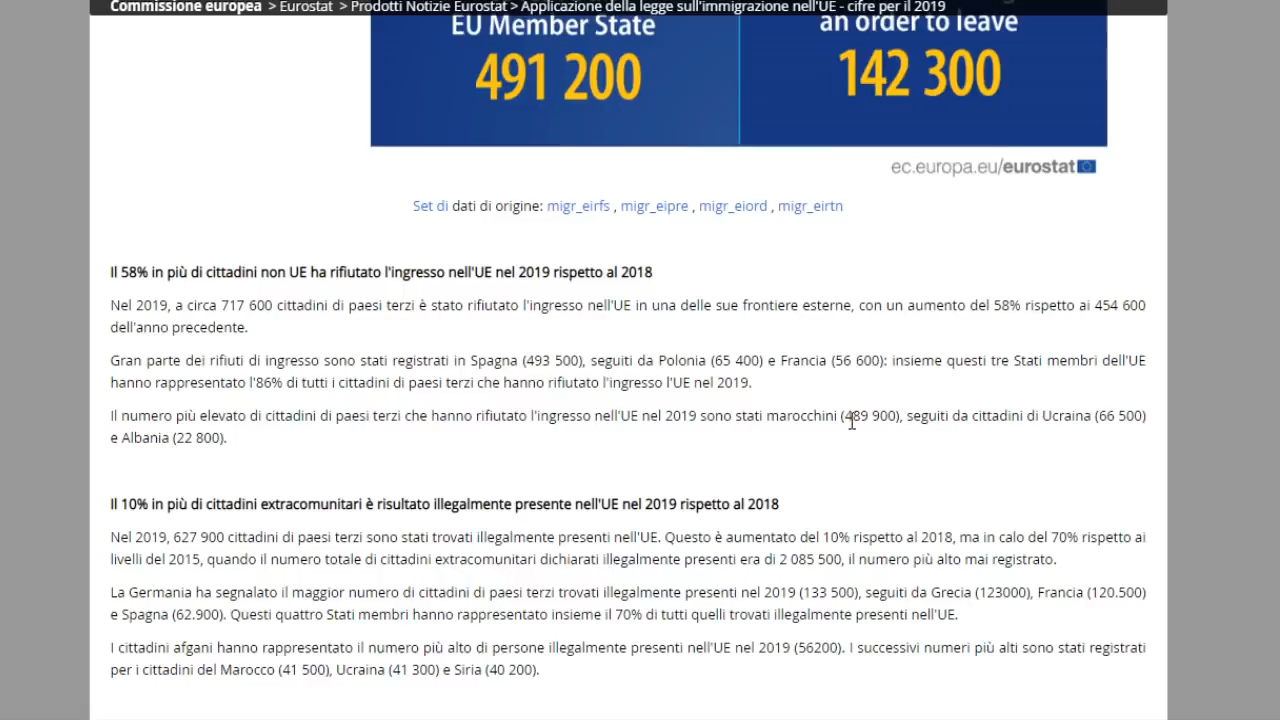 Commissione europea > Eurostat > Prodotti Notizie Eurostat > Applicazione della legge sull'immigrazione nell'UE - cifre per il 2019
EU Member State
491 200
an order to leave
142 300
ec.europa.eu/eurostat
Set di dati di origine: migr_eirfs , migr_eipre , migr_eiord , migr_eirtn
Il 58% in più di cittadini non UE ha rifiutato l'ingresso nell'UE nel 2019 rispetto al 2018
Nel 2019, a circa 717 600 cittadini di paesi terzi è stato rifiutato l'ingresso nell'UE in una delle sue frontiere esterne, con un aumento del 58% rispetto ai 454 600
dell'anno precedente.
Gran parte dei rifiuti di ingresso sono stati registrati in Spagna (493 500), seguiti da Polonia (65 400) e Francia (56 600): insieme questi tre Stati membri dell'UE
hanno rappresentato l'86% di tutti i cittadini di paesi terzi che hanno rifiutato l'ingresso l'UE nel 2019.
Il numero più elevato di cittadini di paesi terzi che hanno rifiutato l'ingresso nell'UE nel 2019 sono stati marocchini (489 900), seguiti da cittadini di Ucraina (66 500)
e Albania (22 800).
Il 10% in più di cittadini extracomunitari è risultato illegalmente presente nell'UE nel 2019 rispetto al 2018
Nel 2019, 627 900 cittadini di paesi terzi sono stati trovati illegalmente presenti nell'UE. Questo è aumentato del 10% rispetto al 2018, ma in calo del 70% rispetto ai
livelli del 2015, quando il numero totale di cittadini extracomunitari dichiarati illegalmente presenti era di 2 085 500, il numero più alto mai registrato.
La Germania ha segnalato il maggior numero di cittadini di paesi terzi trovati illegalmente presenti nel 2019 (133 500), seguiti da Grecia (123000), Francia (120.500)
e Spagna (62.900). Questi quattro Stati membri hanno rappresentato insieme il 70% di tutti quelli trovati illegalmente presenti nell'UE.
I cittadini afgani hanno rappresentato il numero più alto di persone illegalmente presenti nell'UE nel 2019 (56200). I successivi numeri più alti sono stati registrati
per i cittadini del Marocco (41 500), Ucraina (41 300) e Siria (40 200).